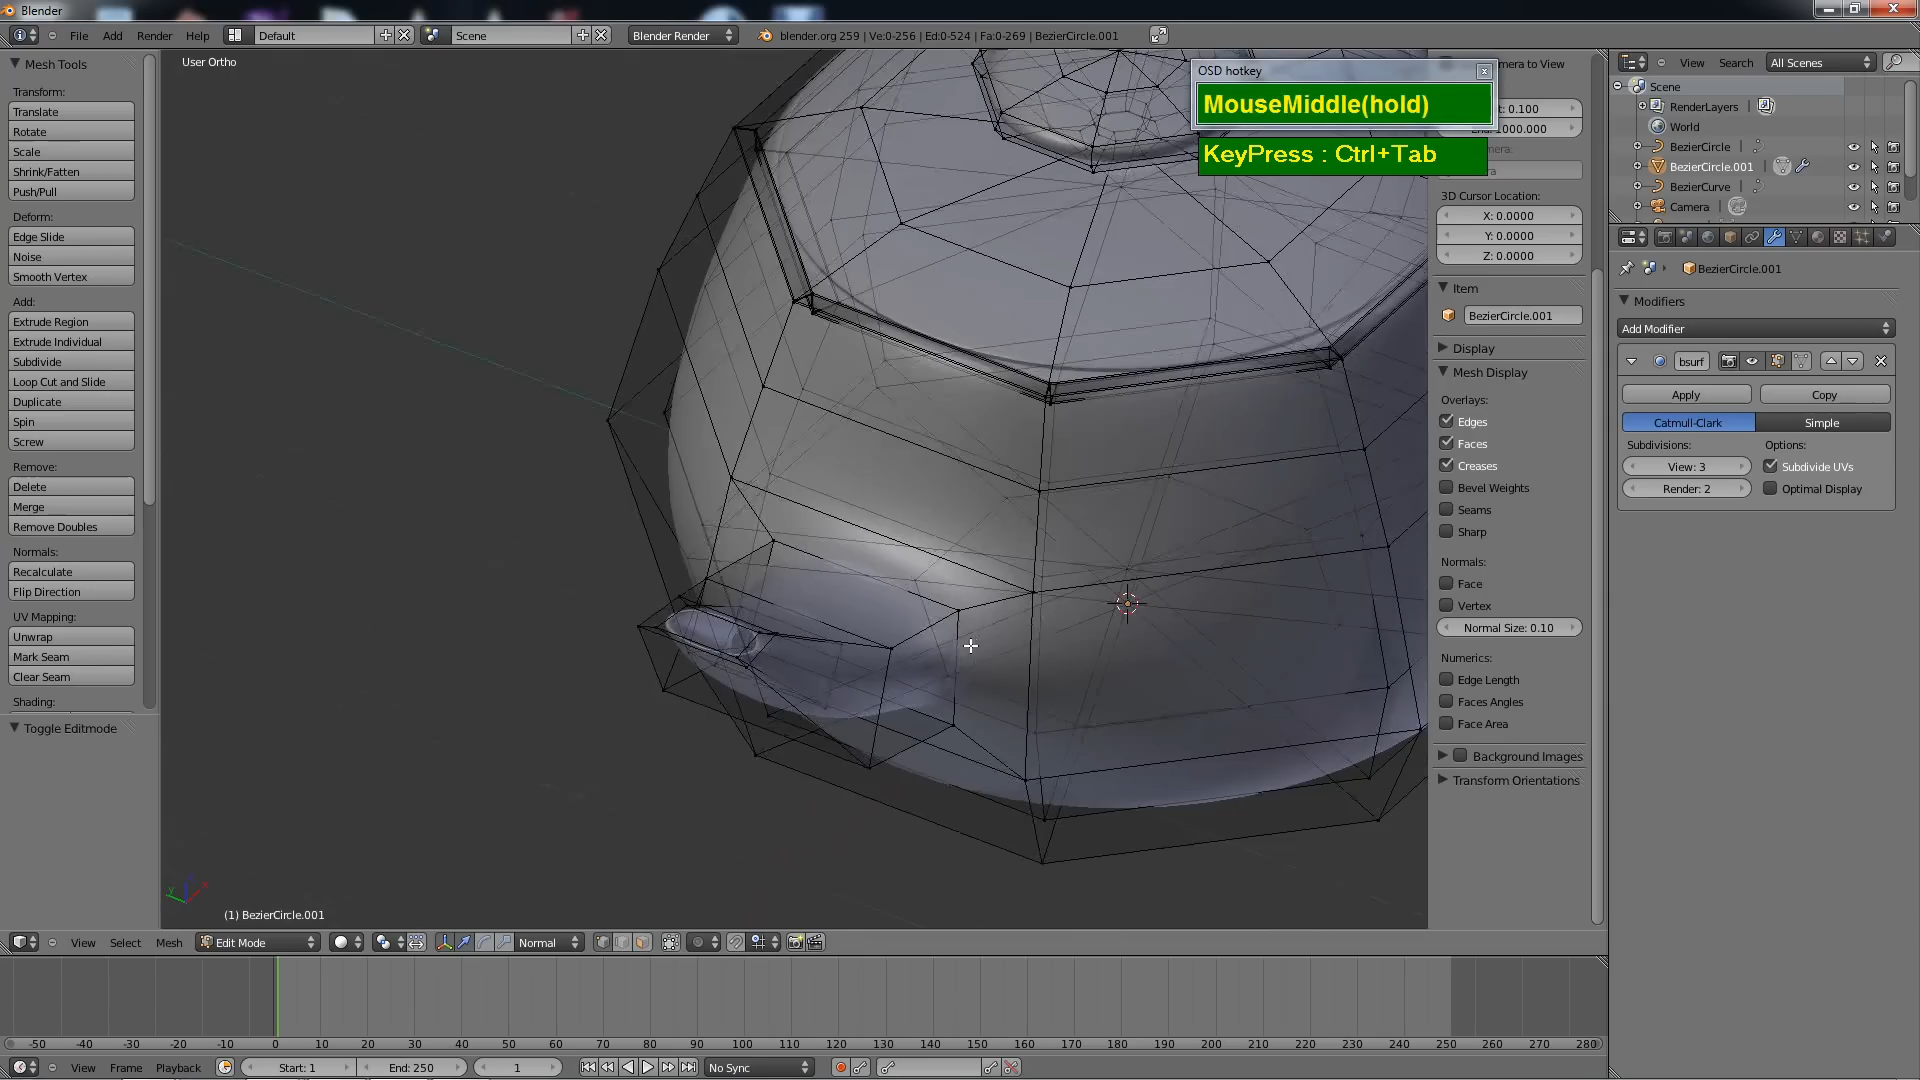 Blender
File Add Render Help
Default
Scene
Blender Render
blender.org 259 | Ve:0-256 | Ed:0-524 | Fa:0-269 | BezierCircle.001
Mesh Tools
Transform:
Translate
Rotate
Scale
Shrink/Fatten
Push/Pull
Deform:
Edge Slide
Noise
Smooth Vertex
Add:
Extrude Region
Extrude Individual
Subdivide
Loop Cut and Slide
Duplicate
Spin
Screw
Remove:
Delete
Merge
Remove Doubles
Normals:
Recalculate
Flip Direction
UV Mapping:
Unwrap
Mark Seam
Clear Seam
Shading:
Toggle Editmode
User Ortho
OSD hotkey
MouseMiddle(hold)
KeyPress : Ctrl+Tab
(1) BezierCircle.001
mera to View
: 0.100
1000.000
3D Cursor Location:
X: 0.0000
Y: 0.0000
Z: 0.0000
Item
BezierCircle.001
Display
Mesh Display
Overlays:
Edges
Faces
Creases
Bevel Weights
Seams
Sharp
Normals:
Face
Vertex
Normal Size: 0.10
Numerics:
Edge Length
Faces Angles
Face Area
Background Images
Transform Orientations
View Search All Scenes
Scene
RenderLayers
World
BezierCircle
BezierCircle.001
BezierCurve
Camera
BezierCircle.001
Modifiers
Add Modifier
bsurf
Apply Copy
Catmull-Clark Simple
Subdivisions: Options:
View: 3 Subdivide UVs
Render: 2 Optimal Display
View Select Mesh Edit Mode Normal
-50 -40 -30 -20 -10 0 10 20 30 40 50 60 70 80 90 100 110 120 130 140 150 160 170 180 190 200 210 220 230 240 250 260 270 280
View Frame Playback Start: 1 End: 250 1 No Sync